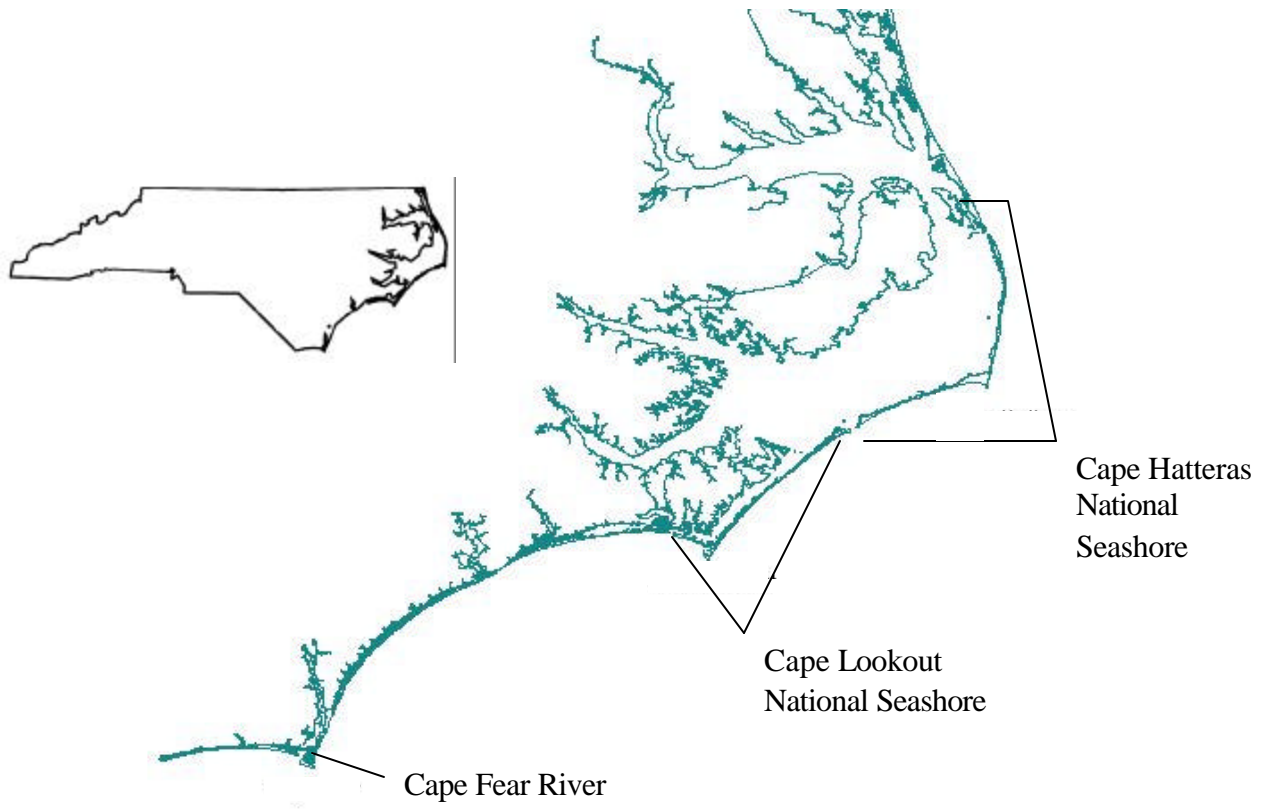 Cape Hatteras
National
Seashore
Cape Lookout
National Seashore
Cape Fear River